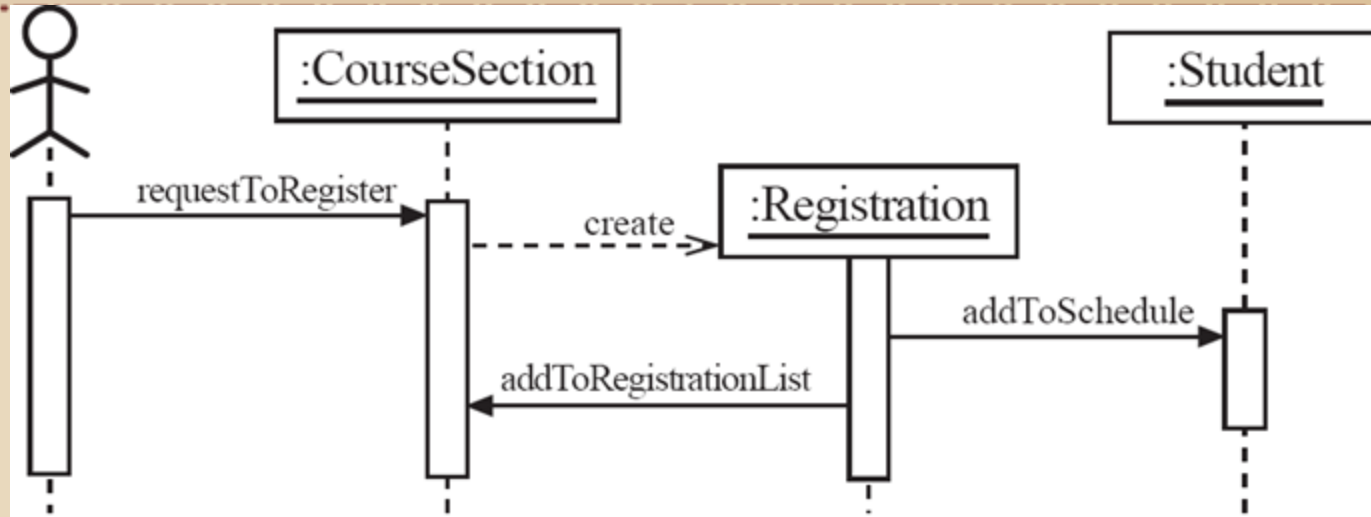 :CourseSection
:Student
requestToRegister
create
:Registration
addToSchedule
addToRegistrationList